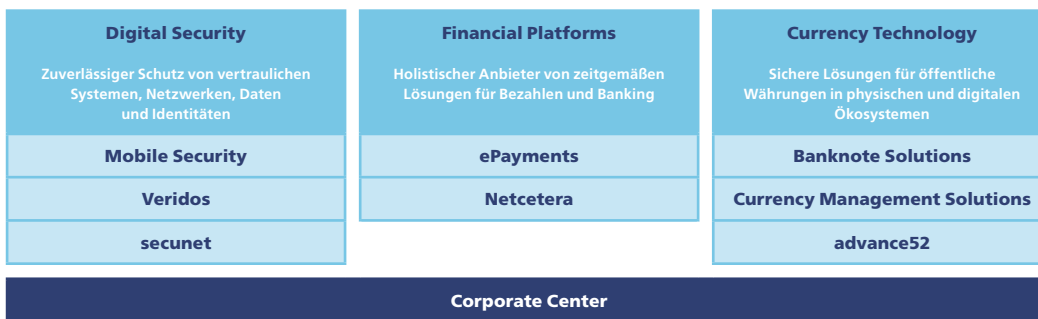 Digital Security
Zuverlässiger Schutz von vertraulichen
Systemen, Netzwerken, Daten
und Identitäten
Mobile Security
Veridos
secunet
Financial Platforms
Holistischer Anbieter von zeitgemäßen
Lösungen für Bezahlen und Banking
ePayments
Netcetera
Currency Technology
Sichere Lösungen für öffentliche
Währungen in physischen und digitalen
Ökosystemen
Banknote Solutions
Currency Management Solutions
advance52
Corporate Center